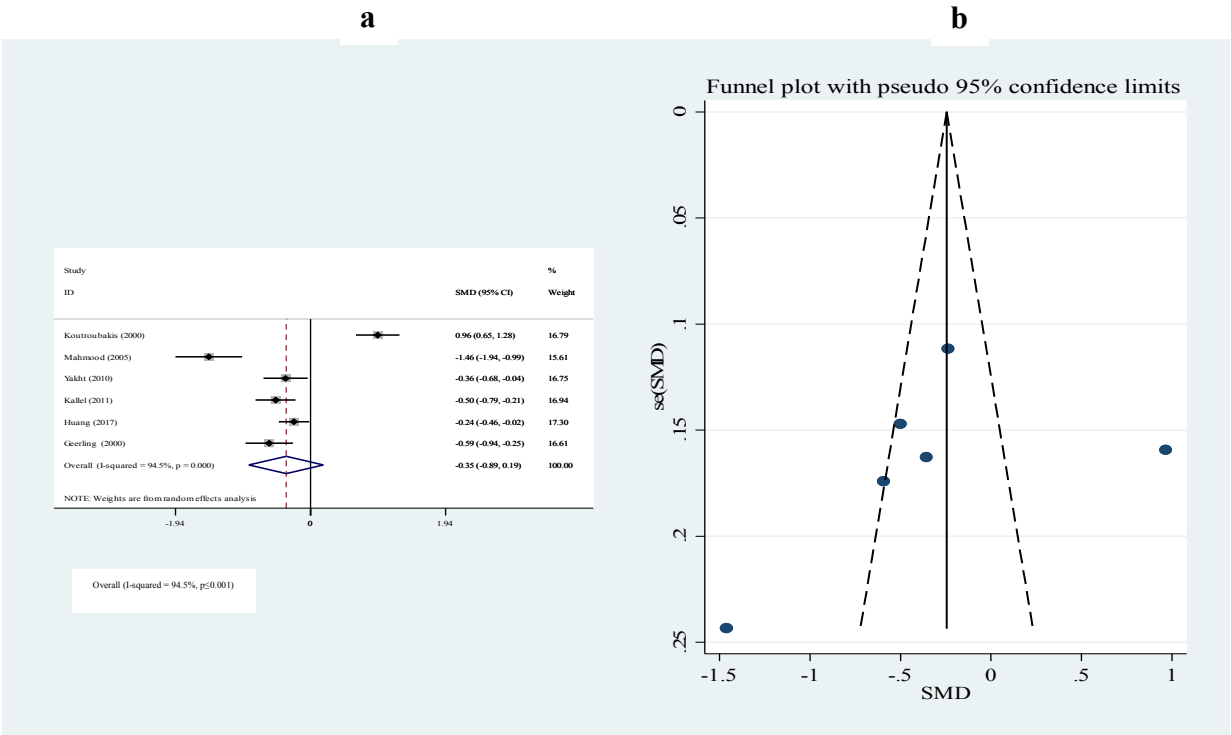 a
Study %
ID SMD (95% CI) Weight
Koutroubakis (2000) 0.96 (0.65, 1.28) 16.79
Mahmood (2005) -1.46 (-1.94, -0.99) 15.61
Yakht (2010) -0.36 (-0.68, -0.04) 16.75
Kallel (2011) -0.50 (-0.79, -0.21) 16.94
Huang (2017) -0.24 (-0.46, -0.02) 17.30
Geerling (2000) -0.59 (-0.94, -0.25) 16.61
Overall (I-squared = 94.5%, p = 0.000) -0.35 (-0.89, 0.19) 100.00
NOTE: Weights are from random effects analysis
-1.94 0 1.94
Overall (I-squared = 94.5%, p≤0.001)
b
Funnel plot with pseudo 95% confidence limits
0
.05
.1
.15
.2
.25
se(SMD)
-1.5 -1 -.5 0 .5 1
SMD